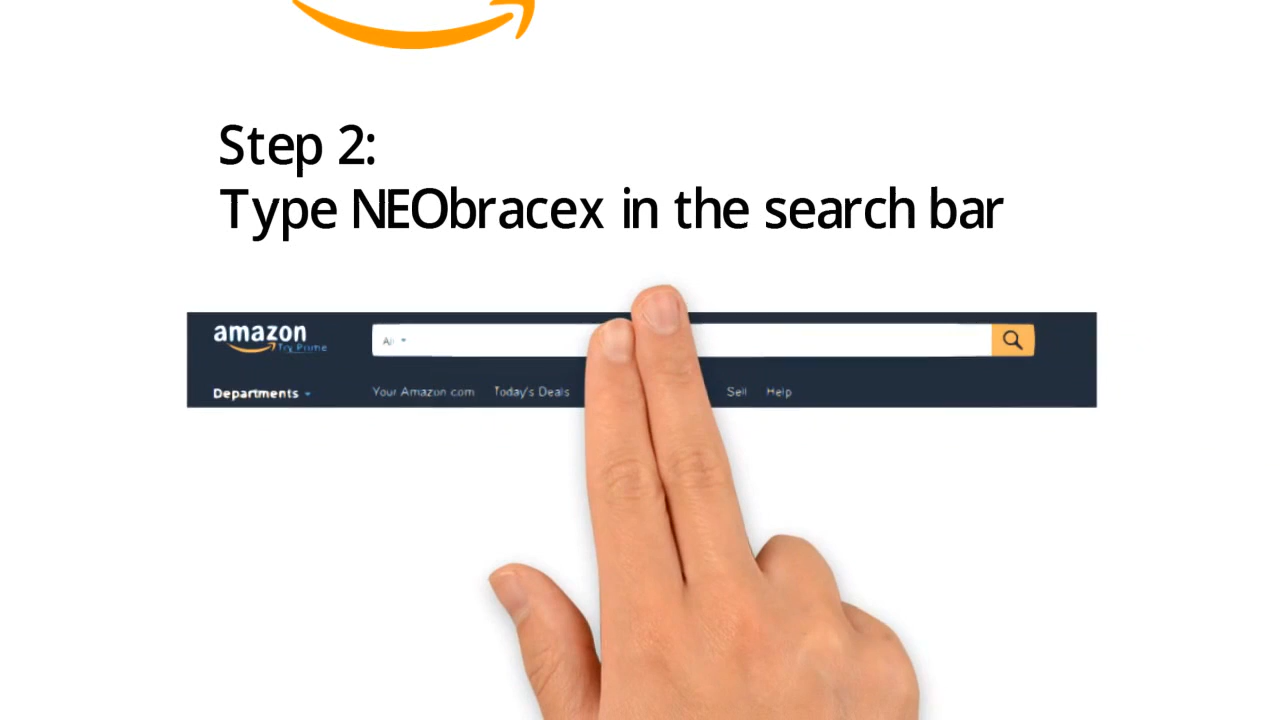 Step 2:
Type NEObracex in the search bar
amazon
Try Prime
All
Departments
Your Amazon.com Today's Deals Sell Help